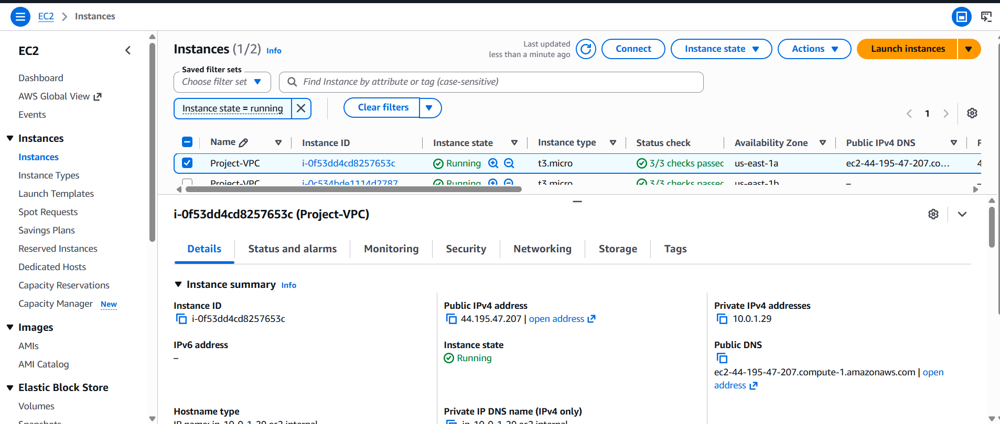 EC2 > Instances
EC2
Dashboard
AWS Global View
Events
Instances
Instances
Instance Types
Launch Templates
Spot Requests
Savings Plans
Reserved Instances
Dedicated Hosts
Capacity Reservations
Capacity Manager New
Images
AMIs
AMI Catalog
Elastic Block Store
Volumes
Snapshots
Instances (1/2) Info
Last updated
less than a minute ago
Connect
Instance state
Actions
Launch instances
Saved filter sets
Choose filter set
Find Instance by attribute or tag (case-sensitive)
Instance state = running
Clear filters
1
Name Instance ID Instance state Instance type Status check Availability Zone Public IPv4 DNS P
Project-VPC i-0f53dd4cd8257653c Running t3.micro 3/3 checks passed us-east-1a ec2-44-195-47-207.co… 4
Project-VPC i-0c534bde1114d2787 Running t3.micro 3/3 checks passed us-east-1b – –
i-0f53dd4cd8257653c (Project-VPC)
Details Status and alarms Monitoring Security Networking Storage Tags
Instance summary Info
Instance ID
i-0f53dd4cd8257653c
Public IPv4 address
44.195.47.207 | open address
Private IPv4 addresses
10.0.1.29
IPv6 address
–
Instance state
Running
Public DNS
ec2-44-195-47-207.compute-1.amazonaws.com | open
address
Hostname type
IP name: ip-10-0-1-29.ec2.internal
Private IP DNS name (IPv4 only)
ip-10-0-1-29.ec2.internal